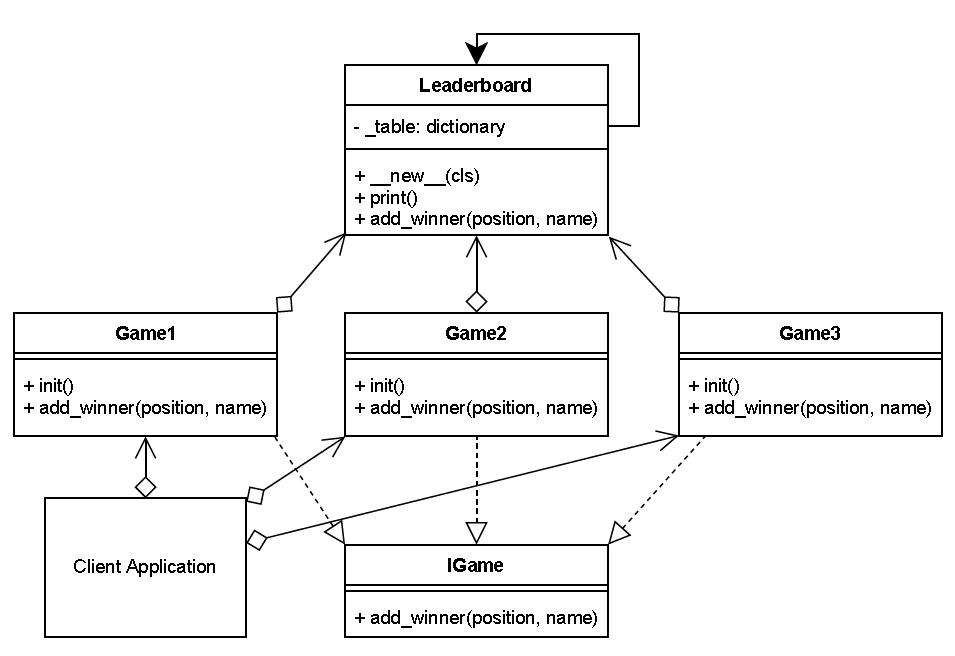 Leaderboard
- _table: dictionary
+ __new__(cls)
+ print()
+ add_winner(position, name)
Game1
+ init()
+ add_winner(position, name)
Game2
+ init()
+ add_winner(position, name)
Game3
+ init()
+ add_winner(position, name)
Client Application
IGame
+ add_winner(position, name)